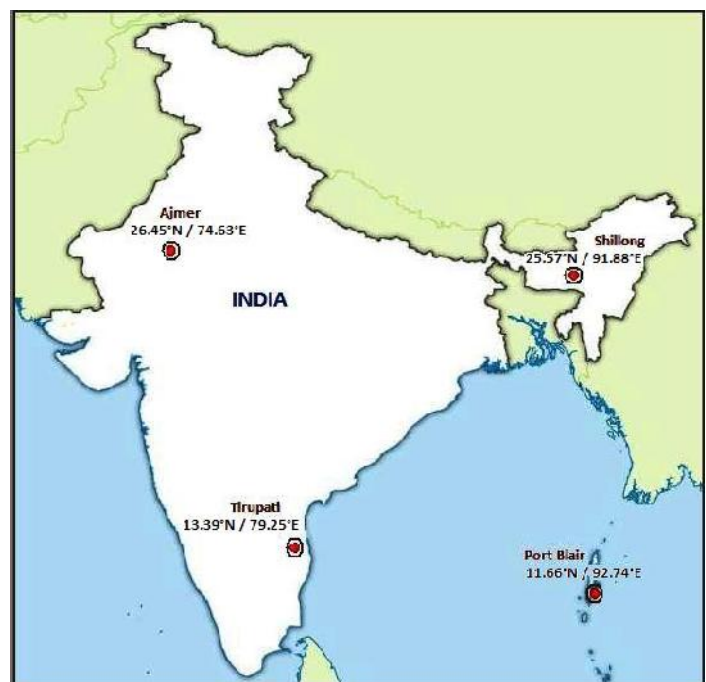 Ajmer
26.45°N / 74.63°E
Shillong
25.57°N / 91.88°E
INDIA
Tirupati
13.39°N / 79.25°E
Port Blair
11.66°N / 92.74°E